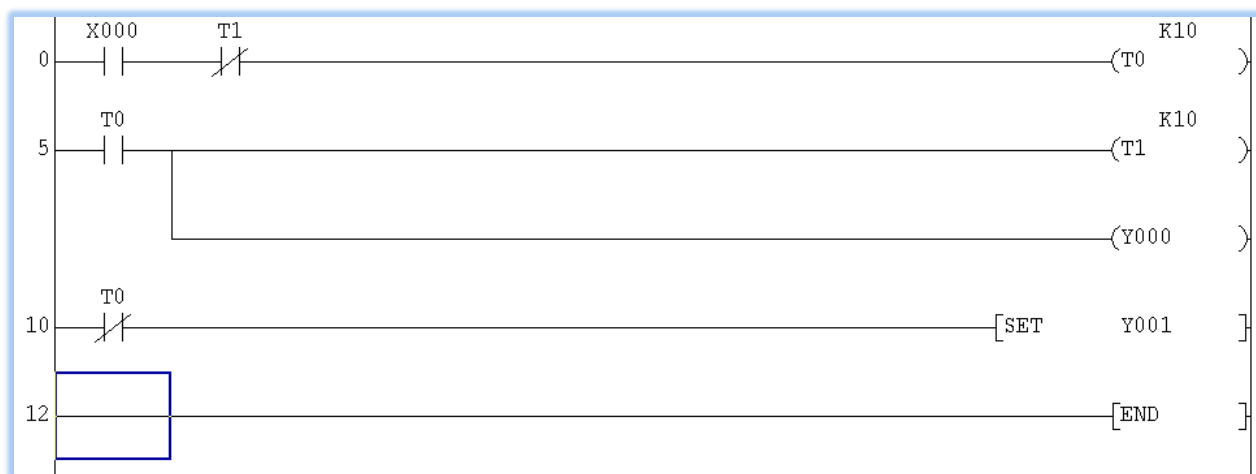 X000 T1 K10
0 (T0 )
T0 K10
5 (T1 )
(Y000 )
T0
10 [SET Y001 ]
12 [END ]